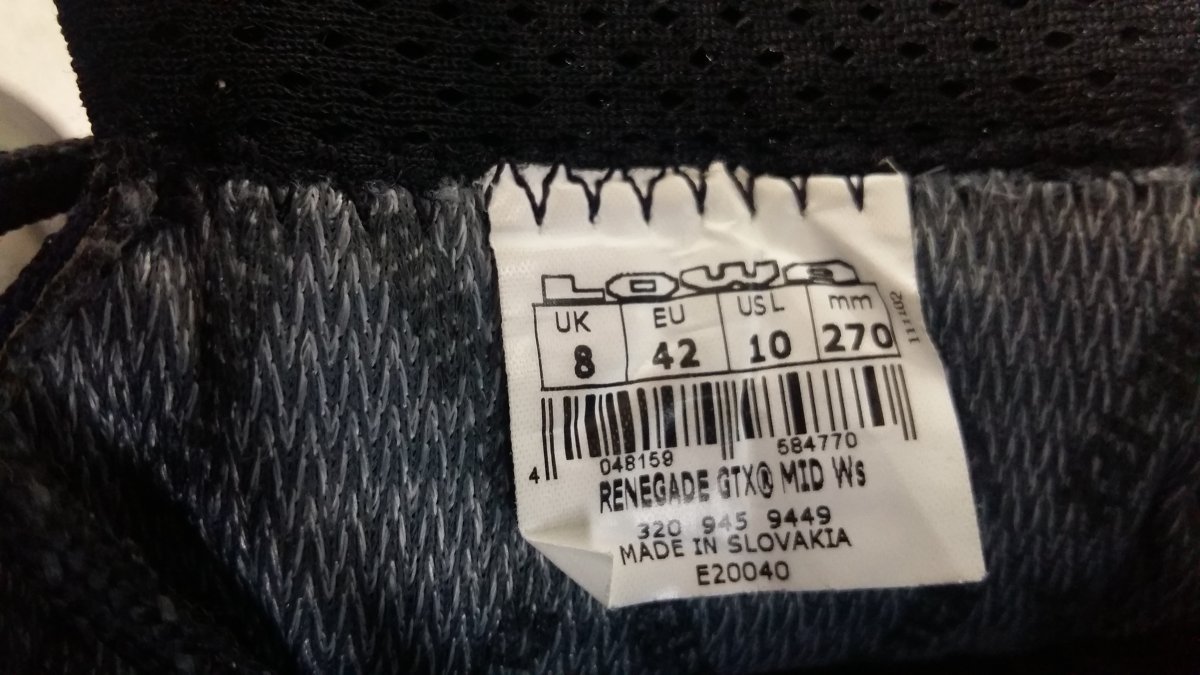 LOWA
UK EU US L mm
8 42 10 270
111102
4 048159 584770
RENEGADE GTX® MID Ws
320 945 9449
MADE IN SLOVAKIA
E20040